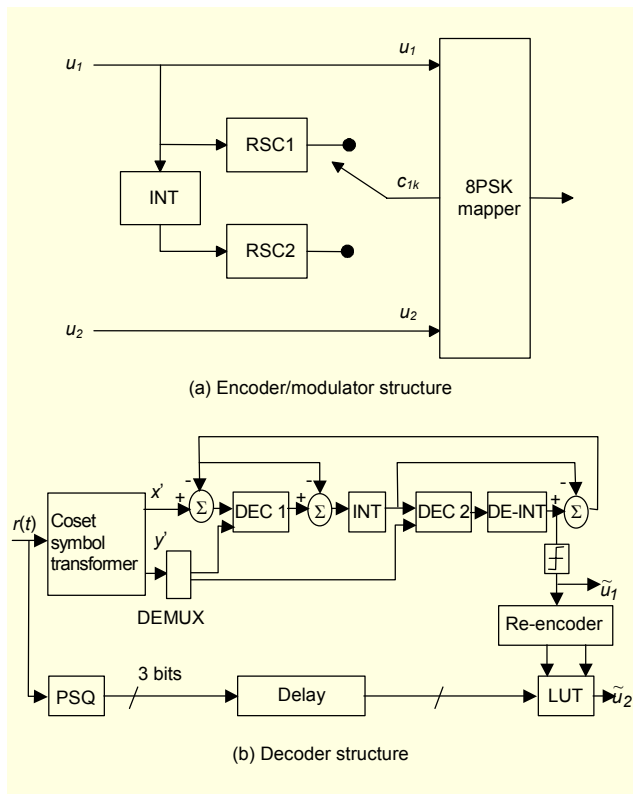 u₁
u₁
RSC1
INT
c₁ₖ
8PSK
mapper
RSC2
u₂
u₂
(a) Encoder/modulator structure
r(t)
Coset
symbol
transformer
x'
y'
DEMUX
+
-
Σ
DEC 1
+
-
Σ
INT
DEC 2
DE-INT
+
-
Σ
ũ₁
Re-encoder
PSQ
3 bits
Delay
LUT
ũ₂
(b) Decoder structure